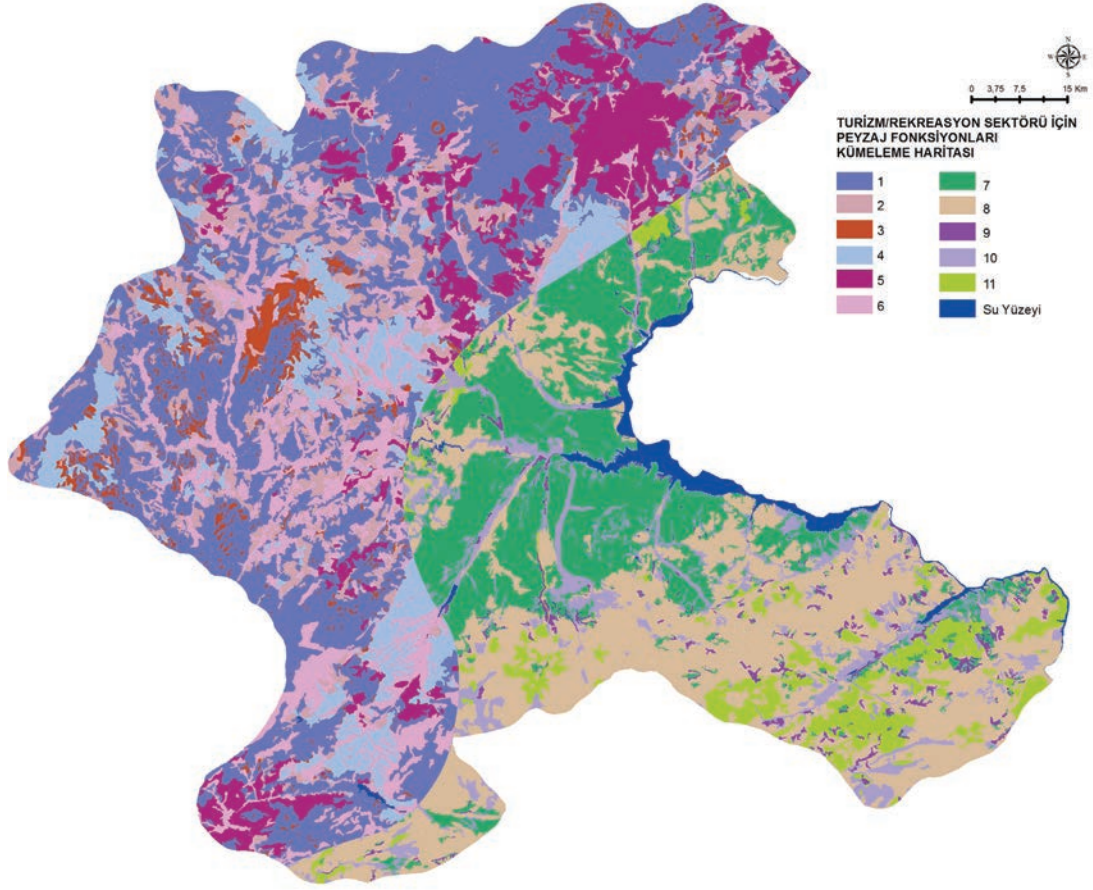 N
W E
S
0 3,75 7,5 15 Km
TURİZM/REKREASYON SEKTÖRÜ İÇİN
PEYZAJ FONKSİYONLARI
KÜMELEME HARİTASI
1
2
3
4
5
6
7
8
9
10
11
Su Yüzeyi